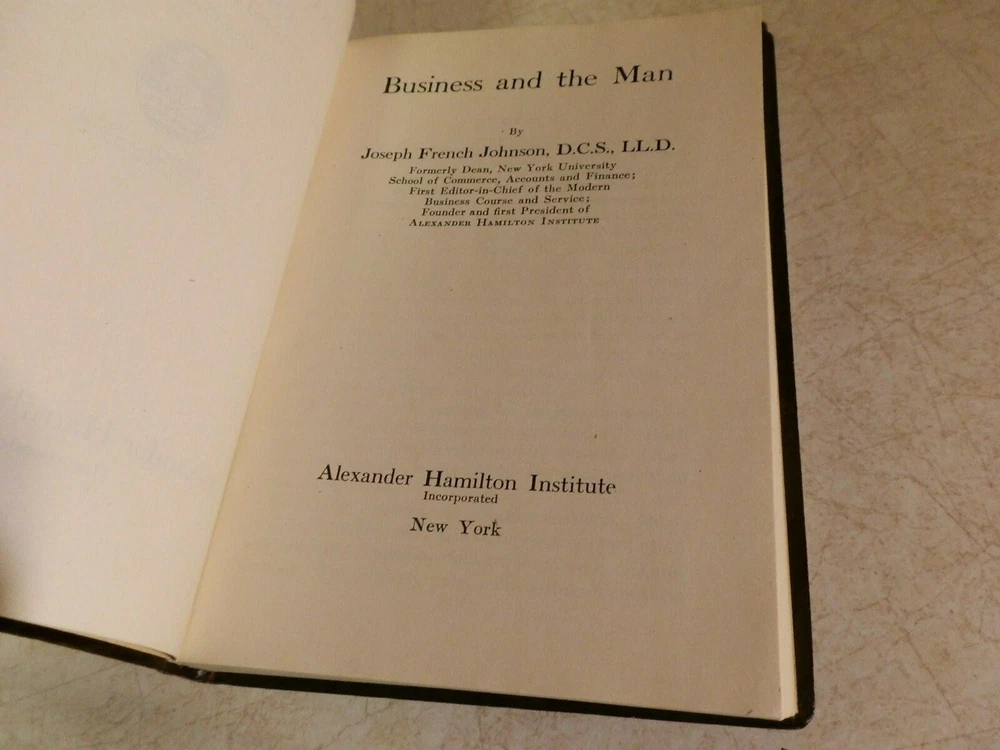 Business and the Man
By
Joseph French Johnson, D.C.S., LL.D.
Formerly Dean, New York University
School of Commerce, Accounts and Finance;
First Editor-in-Chief of the Modern
Business Course and Service;
Founder and first President of
ALEXANDER HAMILTON INSTITUTE
Alexander Hamilton Institute
Incorporated
New York